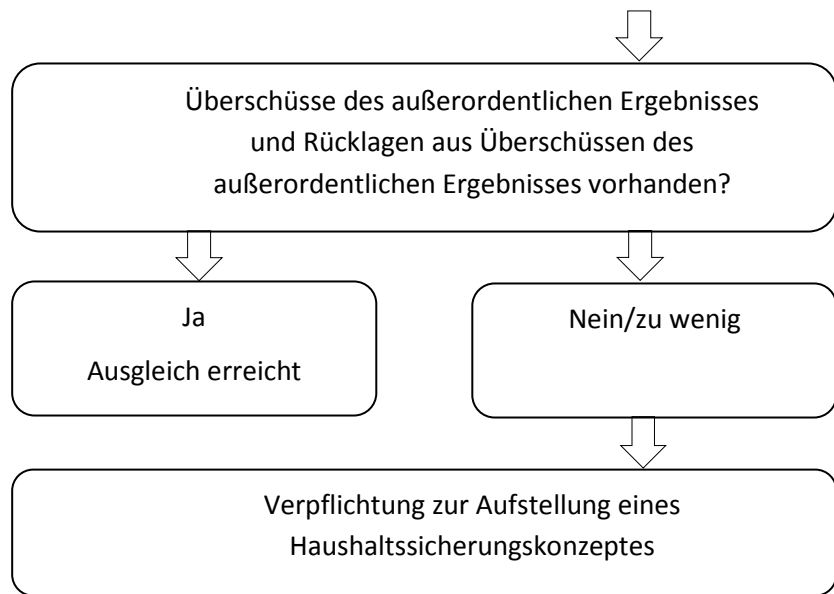 Überschüsse des außerordentlichen Ergebnisses
und Rücklagen aus Überschüssen des
außerordentlichen Ergebnisses vorhanden?
Ja
Ausgleich erreicht
Nein/zu wenig
Verpflichtung zur Aufstellung eines
Haushaltssicherungskonzeptes